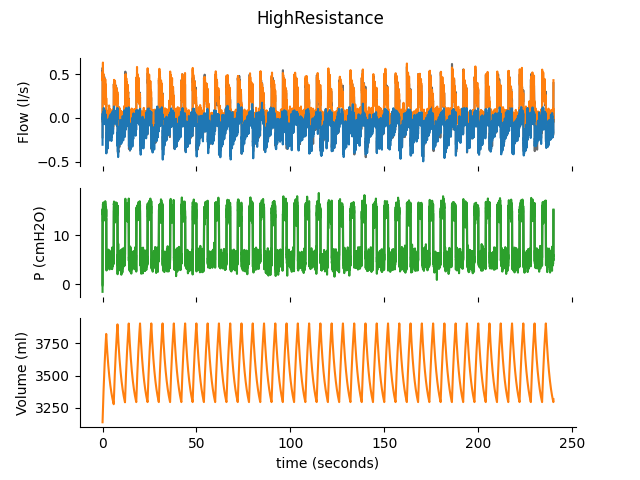 HighResistance
Flow (l/s)
0.5
0.0
−0.5
P (cmH2O)
10
0
Volume (ml)
3750
3500
3250
0 50 100 150 200 250
time (seconds)